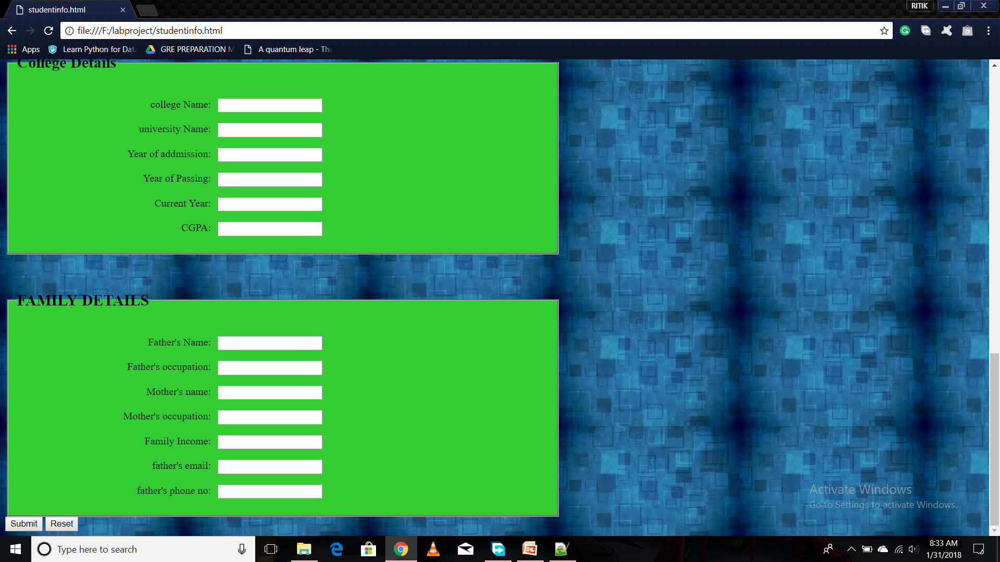 studentinfo.html
RITIK
file:///F:/labproject/studentinfo.html
Apps
Learn Python for Dat
GRE PREPARATION M
A quantum leap - The
College Details
college Name:
university Name:
Year of addmission:
Year of Passing:
Current Year:
CGPA:
FAMILY DETAILS
Father's Name:
Father's occupation:
Mother's name:
Mother's occupation:
Family Income:
father's email:
father's phone no:
Submit
Reset
Activate Windows
Go to Settings to activate Windows.
Type here to search
8:33 AM
1/31/2018